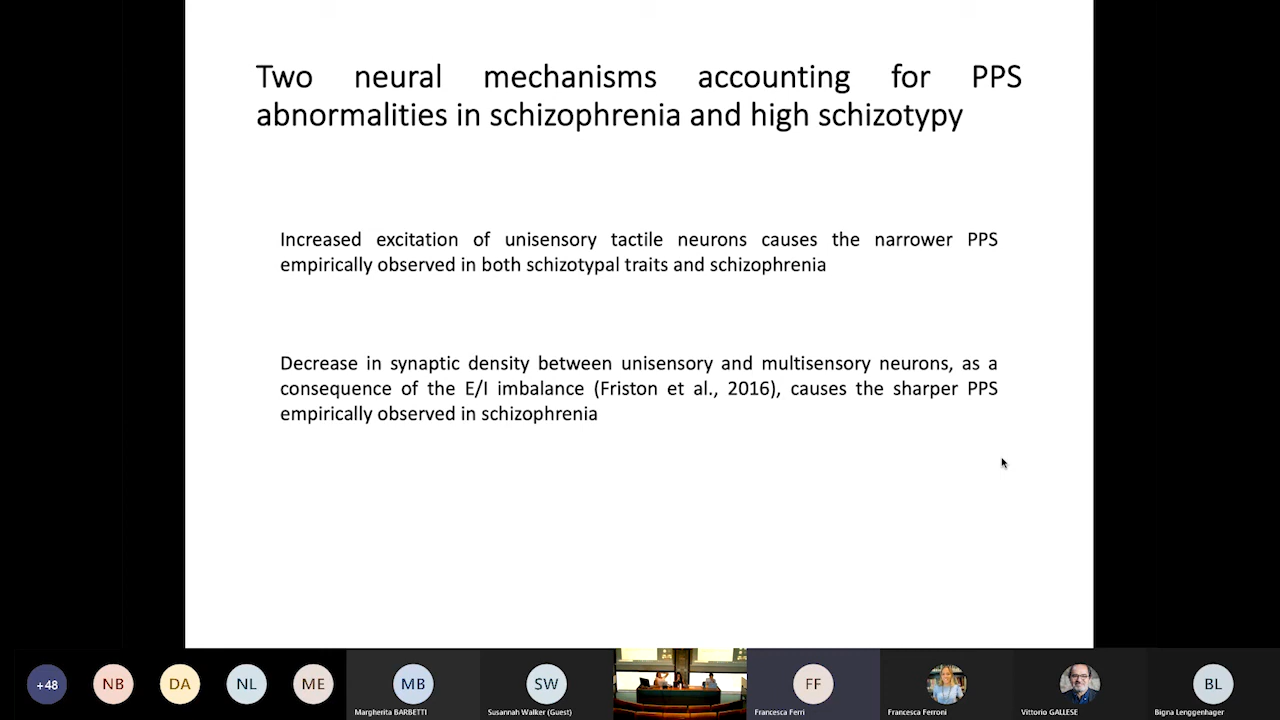 Two neural mechanisms accounting for PPS
abnormalities in schizophrenia and high schizotypy
Increased excitation of unisensory tactile neurons causes the narrower PPS
empirically observed in both schizotypal traits and schizophrenia
Decrease in synaptic density between unisensory and multisensory neurons, as a
consequence of the E/I imbalance (Friston et al., 2016), causes the sharper PPS
empirically observed in schizophrenia
+48
NB
DA
NL
ME
MB
SW
FF
BL
Margherita BARBETTI
Susannah Walker (Guest)
Francesca Ferri
Francesca Ferroni
Vittorio GALLESE
Bigna Lenggenhager